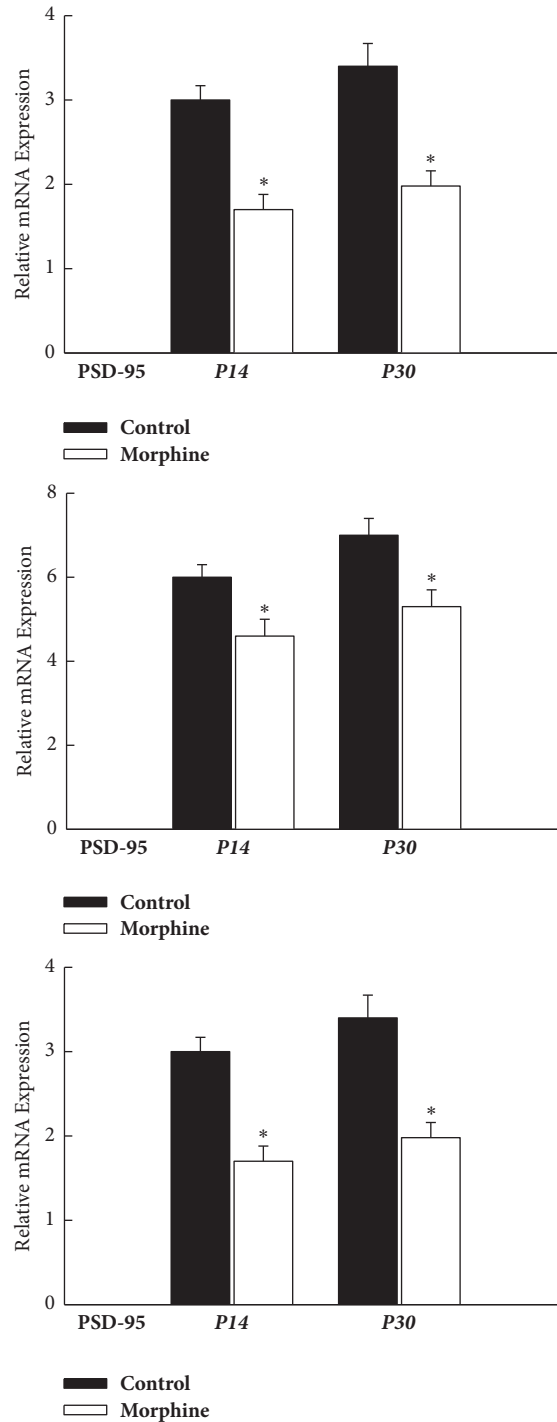 4
Relative mRNA Expression
3
*
*
2
1
0
PSD-95 P14 P30
Control
Morphine
8
Relative mRNA Expression
6
*
*
4
2
0
PSD-95 P14 P30
Control
Morphine
4
Relative mRNA Expression
3
*
*
2
1
0
PSD-95 P14 P30
Control
Morphine